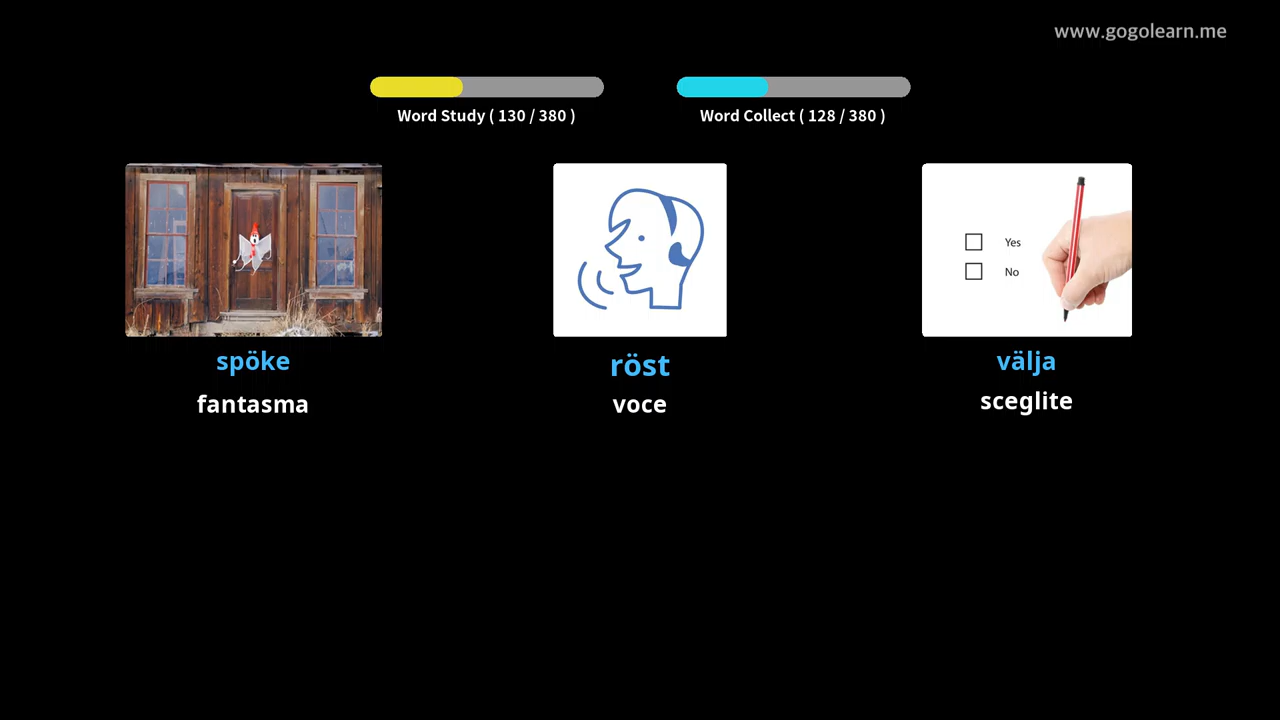 www.gogolearn.me
Word Study ( 130 / 380 )
Word Collect ( 128 / 380 )
Yes
No
spöke
röst
välja
fantasma
voce
sceglite